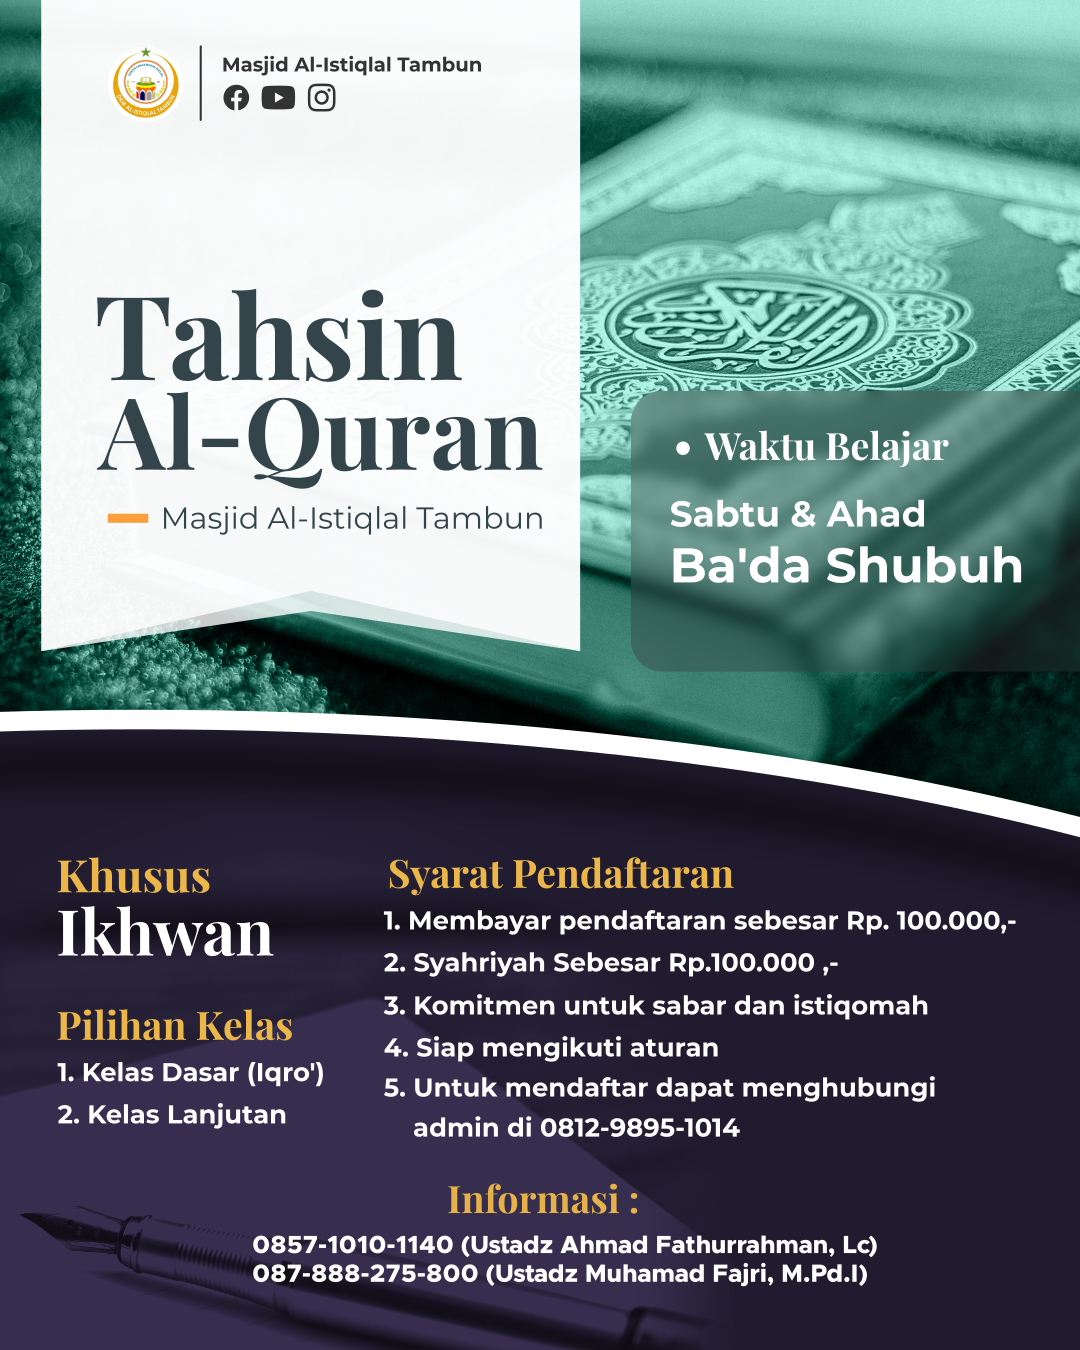 Masjid Al-Istiqlal Tambun
DKM AL-ISTIQLAL TAMBUN
Tahsin
Al-Quran
Masjid Al-Istiqlal Tambun
• Waktu Belajar
Sabtu & Ahad
Ba'da Shubuh
Khusus
Ikhwan
Pilihan Kelas
1. Kelas Dasar (Iqro')
2. Kelas Lanjutan
Syarat Pendaftaran
1. Membayar pendaftaran sebesar Rp. 100.000,-
2. Syahriyah Sebesar Rp.100.000 ,-
3. Komitmen untuk sabar dan istiqomah
4. Siap mengikuti aturan
5. Untuk mendaftar dapat menghubungi
admin di 0812-9895-1014
Informasi :
0857-1010-1140 (Ustadz Ahmad Fathurrahman, Lc)
087-888-275-800 (Ustadz Muhamad Fajri, M.Pd.I)